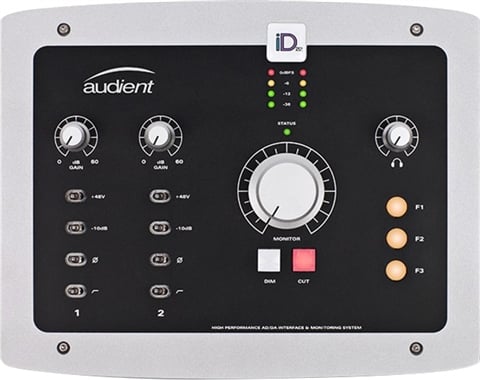 iD22
audient
0dBFS
-6
-12
-36
STATUS
0 dB 60
GAIN
0 dB 60
GAIN
+48V
+48V
-10dB
-10dB
Ø
Ø
1
2
MONITOR
DIM
CUT
F1
F2
F3
HIGH PERFORMANCE AD/DA INTERFACE & MONITORING SYSTEM